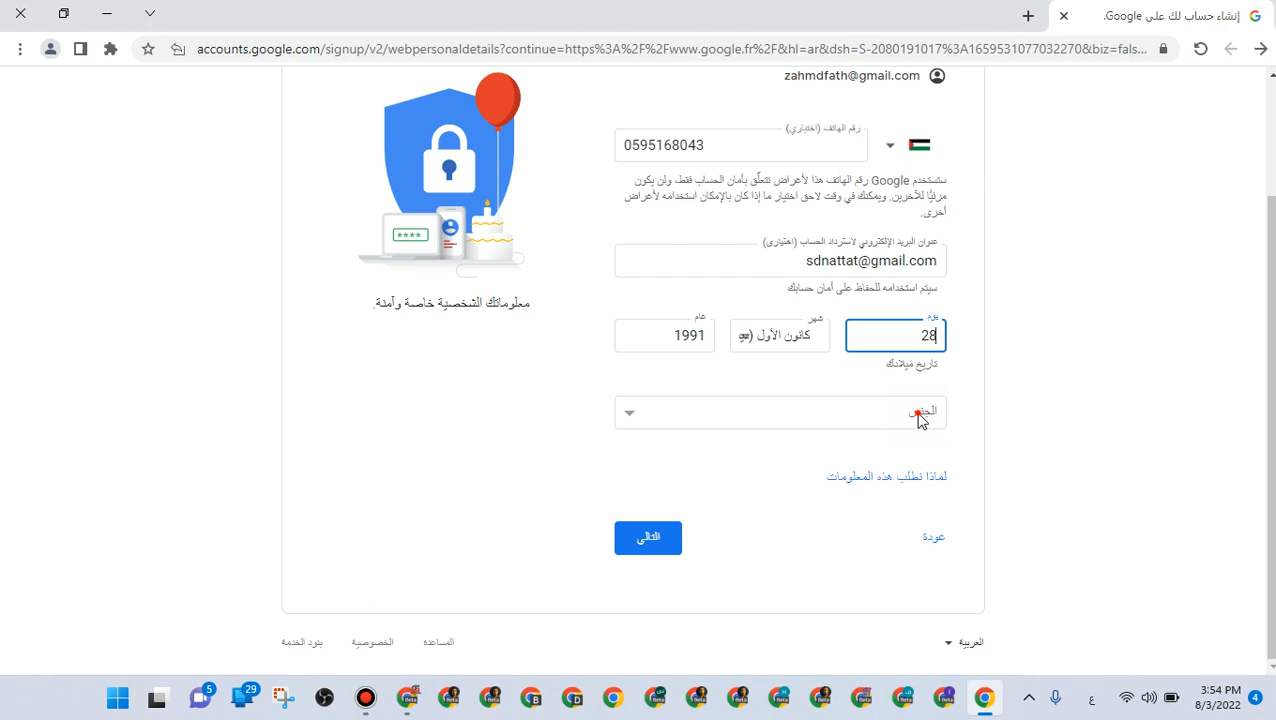 إنشاء حساب لك على Google.
accounts.google.com/signup/v2/webpersonaldetails?continue=https%3A%2F%2Fwww.google.fr%2F&hl=ar&dsh=S-2080191017%3A1659531077032270&biz=fals...
zahmdfath@gmail.com
رقم الهاتف (اختياري)
0595168043
ستستخدم Google رقم الهاتف هذا لأغراض تتعلّق بأمان الحساب فقط، ولن يكون
مرئيًا للآخرين. ويمكنك في وقت لاحق اختيار ما إذا كان بالإمكان استخدامه لأغراض
أخرى.
عنوان البريد الإلكتروني لاسترداد الحساب (اختياري)
sdnattat@gmail.com
سيتم استخدامه للحفاظ على أمان حسابك
يوم
28
شهر
كانون الأول
عام
1991
تاريخ ميلادك
الجنس
لماذا نطلب هذه المعلومات
عودة
التالي
****
معلوماتك الشخصية خاصة وآمنة.
العربية
المساعدة
الخصوصية
بنود الخدمة
5
29
ع
3:54 PM
8/3/2022
4